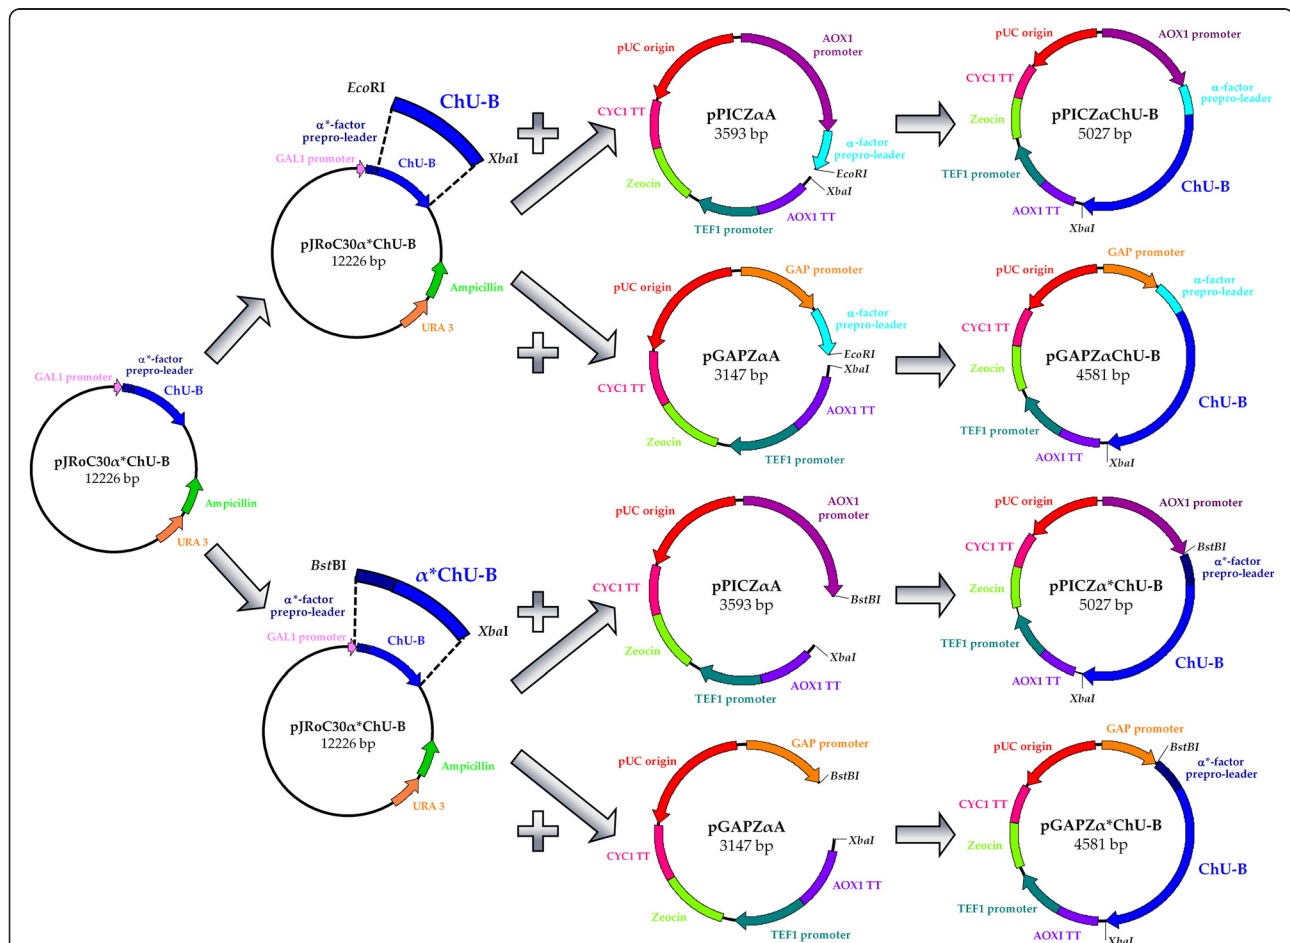 EcoRI
ChU-B
α*-factor
prepro-leader
GAL1 promoter
ChU-B
XbaI
pJRoC30α*ChU-B
12226 bp
Ampicillin
URA 3
pUC origin
AOX1
promoter
CYC1 TT
pPICZαA
3593 bp
α-factor
prepro-leader
Zeocin
EcoRI
XbaI
AOX1 TT
TEF1 promoter
pUC origin
AOX1 promoter
CYC1 TT
α-factor
prepro-leader
Zeocin
pPICZαChU-B
5027 bp
TEF1 promoter
ChU-B
AOX1 TT
XbaI
GAP promoter
pUC origin
α-factor
prepro-leader
pGAPZαA
3147 bp
EcoRI
XbaI
CYC1 TT
AOX1 TT
Zeocin
TEF1 promoter
GAP promoter
pUC origin
α-factor
prepro-leader
CYC1 TT
pGAPZαChU-B
4581 bp
Zeocin
ChU-B
TEF1 promoter
AOXI TT
XbaI
α*-factor
prepro-leader
GAL1 promoter
ChU-B
pJRoC30α*ChU-B
12226 bp
Ampicillin
URA 3
BstBI
α*ChU-B
α*-factor
prepro-leader
GAL1 promoter
ChU-B
XbaI
pJRoC30α*ChU-B
12226 bp
Ampicillin
URA 3
AOX1
promoter
pUC origin
CYC1 TT
pPICZαA
3593 bp
BstBI
Zeocin
XbaI
AOX1 TT
TEF1 promoter
pUC origin
AOX1 promoter
BstBI
CYC1 TT
α*-factor
prepro-leader
Zeocin
pPICZα*ChU-B
5027 bp
TEF1 promoter
ChU-B
AOX1 TT
XbaI
GAP promoter
pUC origin
BstBI
pGAPZαA
3147 bp
XbaI
CYC1 TT
AOX1 TT
Zeocin
TEF1 promoter
GAP promoter
pUC origin
BstBI
α*-factor
prepro-leader
CYC1 TT
pGAPZα*ChU-B
4581 bp
Zeocin
ChU-B
TEF1 promoter
AOXI TT
XbaI